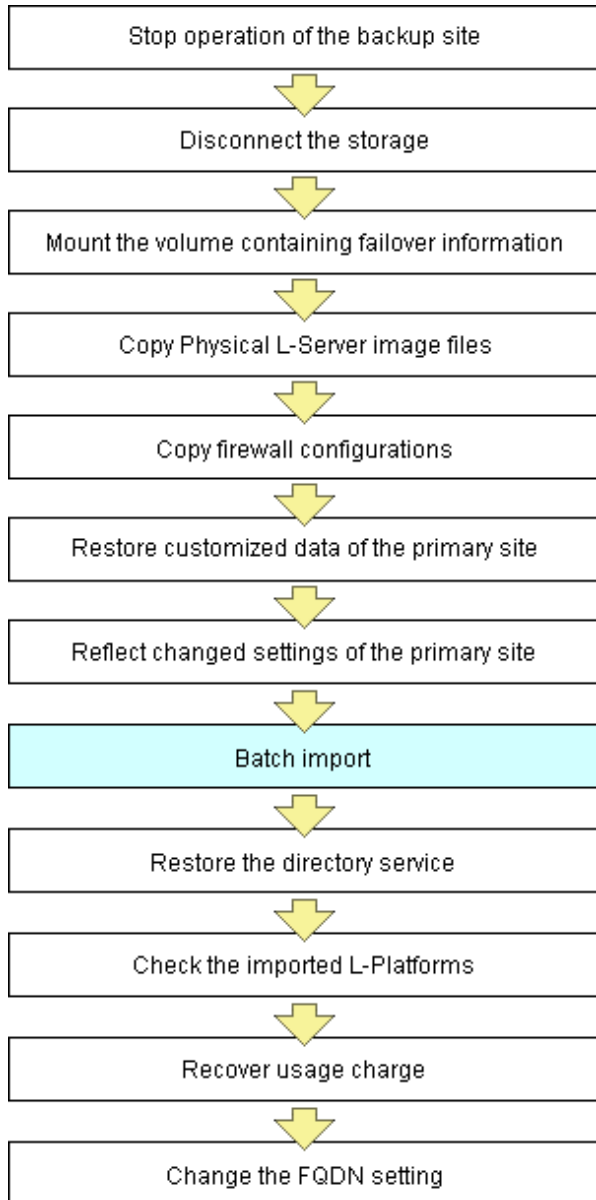 Stop operation of the backup site
Disconnect the storage
Mount the volume containing failover information
Copy Physical L-Server image files
Copy firewall configurations
Restore customized data of the primary site
Reflect changed settings of the primary site
Batch import
Restore the directory service
Check the imported L-Platforms
Recover usage charge
Change the FQDN setting